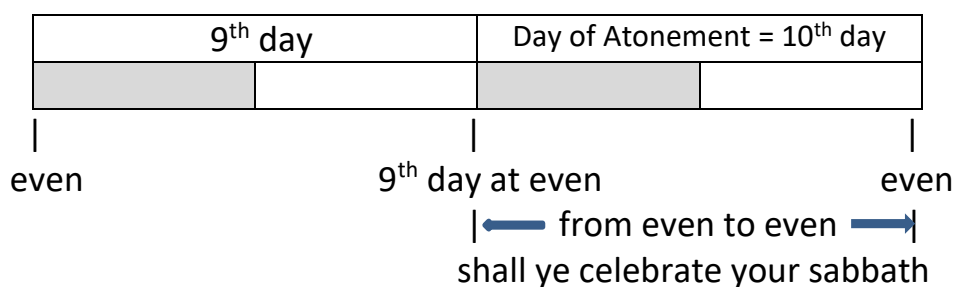 9th day Day of Atonement = 10th day
even 9th day at even even
from even to even
shall ye celebrate your sabbath